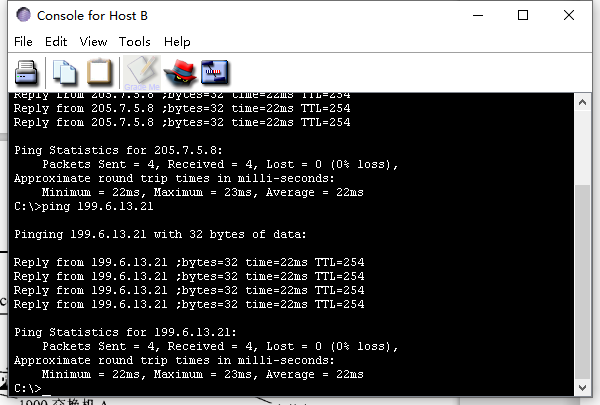 Console for Host B
File Edit View Tools Help
Grade Me
Reply from 205.7.5.8 ;bytes=32 time=22ms TTL=254
Reply from 205.7.5.8 ;bytes=32 time=22ms TTL=254
Reply from 205.7.5.8 ;bytes=32 time=22ms TTL=254
Ping Statistics for 205.7.5.8:
Packets Sent = 4, Received = 4, Lost = 0 (0% loss),
Approximate round trip times in milli-seconds:
Minimum = 22ms, Maximum = 23ms, Average = 22ms
C:\>ping 199.6.13.21
Pinging 199.6.13.21 with 32 bytes of data:
Reply from 199.6.13.21 ;bytes=32 time=22ms TTL=254
Reply from 199.6.13.21 ;bytes=32 time=22ms TTL=254
Reply from 199.6.13.21 ;bytes=32 time=22ms TTL=254
Reply from 199.6.13.21 ;bytes=32 time=22ms TTL=254
Ping Statistics for 199.6.13.21:
Packets Sent = 4, Received = 4, Lost = 0 (0% loss),
Approximate round trip times in milli-seconds:
Minimum = 22ms, Maximum = 23ms, Average = 22ms
C:\>
1900 交换机 A